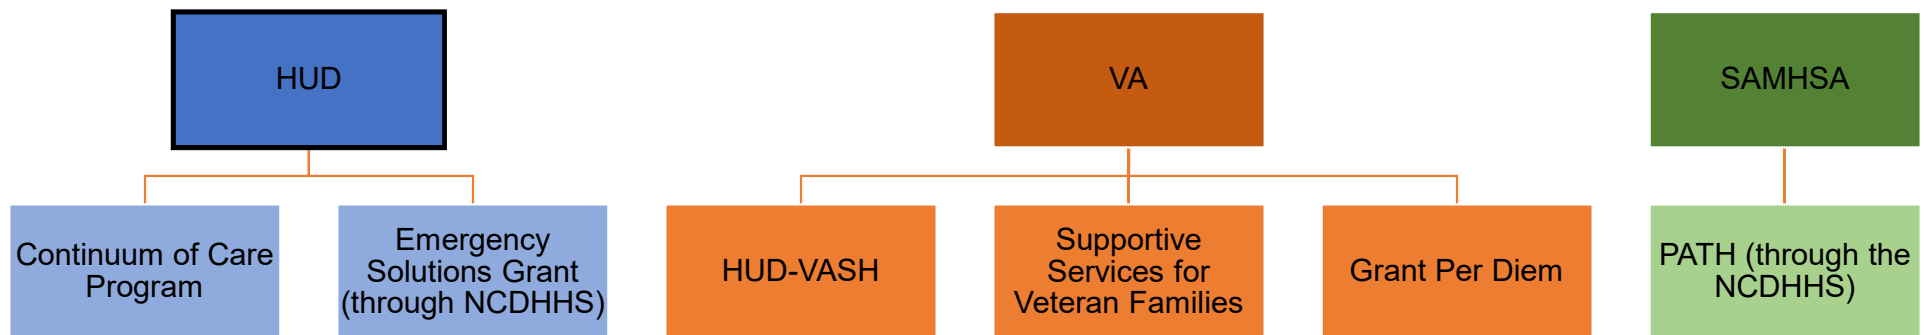 HUD
VA
SAMHSA
Continuum of Care
Program
Emergency
Solutions Grant
(through NCDHHS)
HUD-VASH
Supportive
Services for
Veteran Families
Grant Per Diem
PATH (through the
NCDHHS)